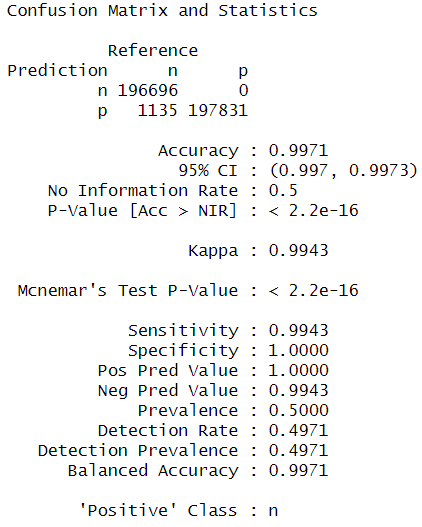 Confusion Matrix and Statistics
Reference
Prediction n p
n 196696 0
p 1135 197831
Accuracy : 0.9971
95% CI : (0.997, 0.9973)
No Information Rate : 0.5
P-Value [Acc > NIR] : < 2.2e-16
Kappa : 0.9943
Mcnemar's Test P-Value : < 2.2e-16
Sensitivity : 0.9943
Specificity : 1.0000
Pos Pred Value : 1.0000
Neg Pred Value : 0.9943
Prevalence : 0.5000
Detection Rate : 0.4971
Detection Prevalence : 0.4971
Balanced Accuracy : 0.9971
'Positive' Class : n